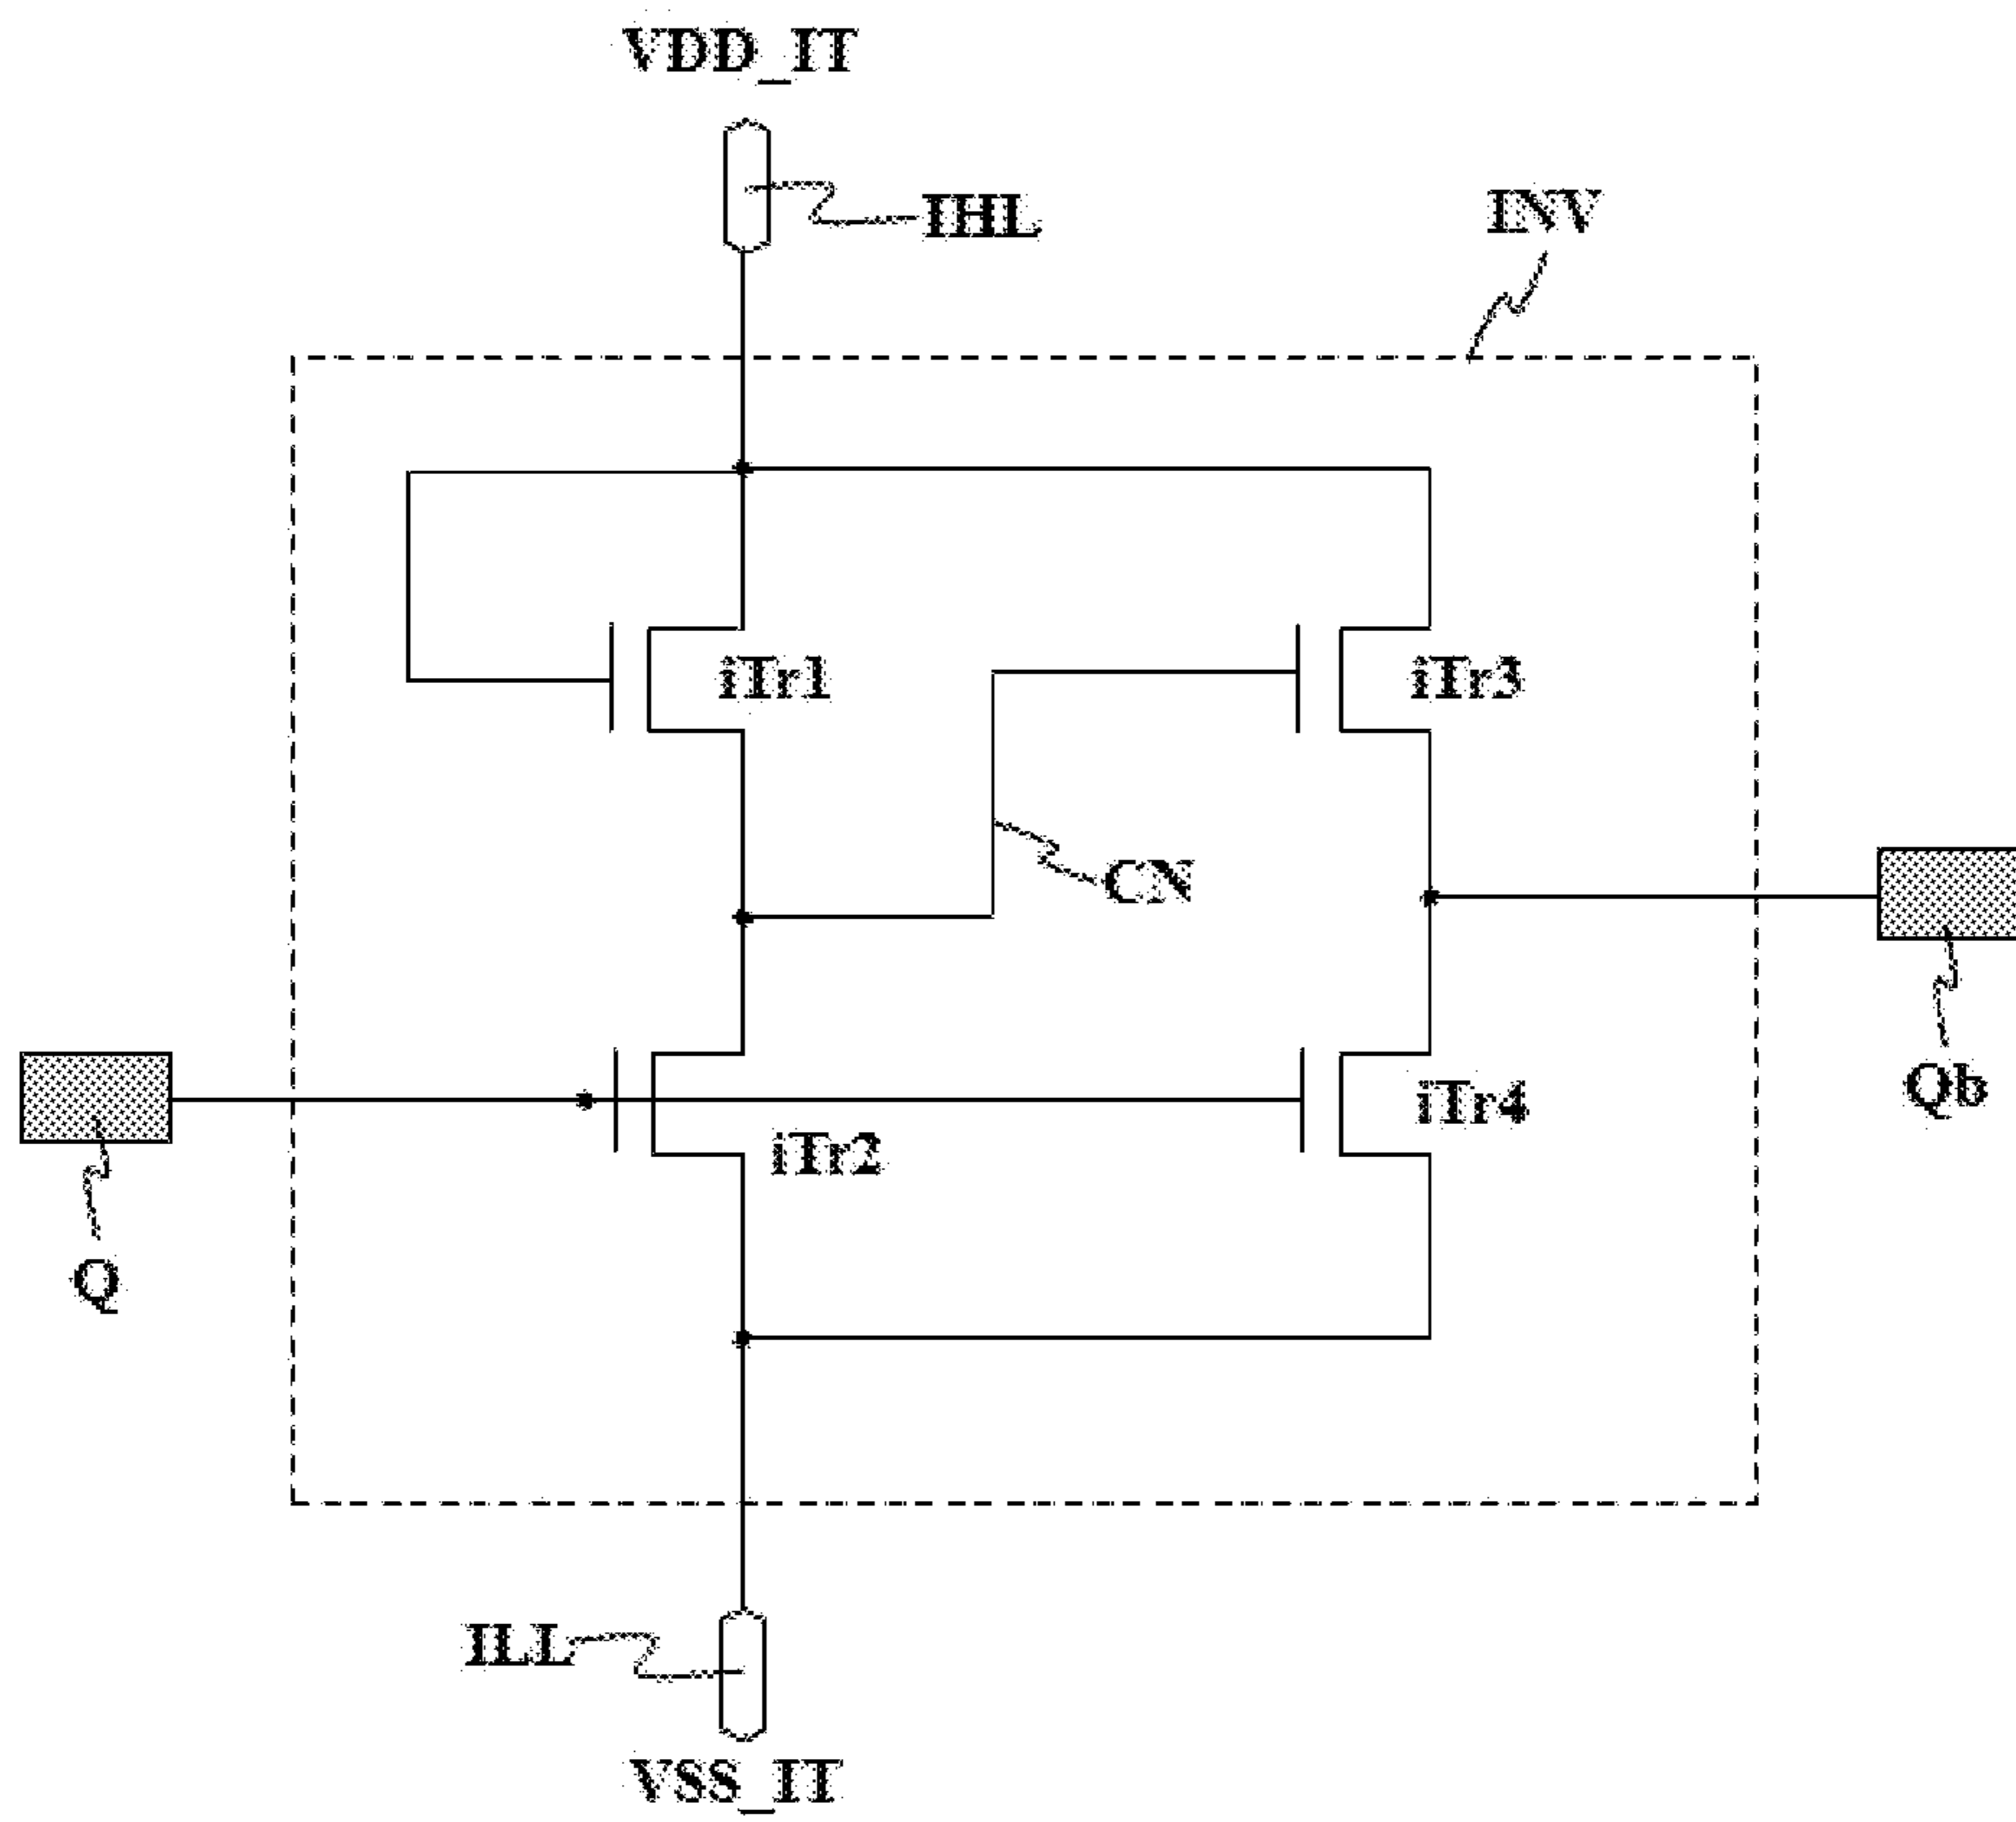 VDD_IT
IHL
INV
iTr1
iTr3
CN
Qb
iTr4
iTr2
Q
ILL
VSS_IT